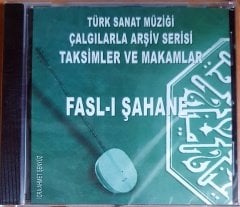 TÜRK SANAT MÜZİĞİ
ÇALGILARLA ARŞİV SERİSİ
TAKSİMLER VE MAKAMLAR
FASL-I ŞAHANE